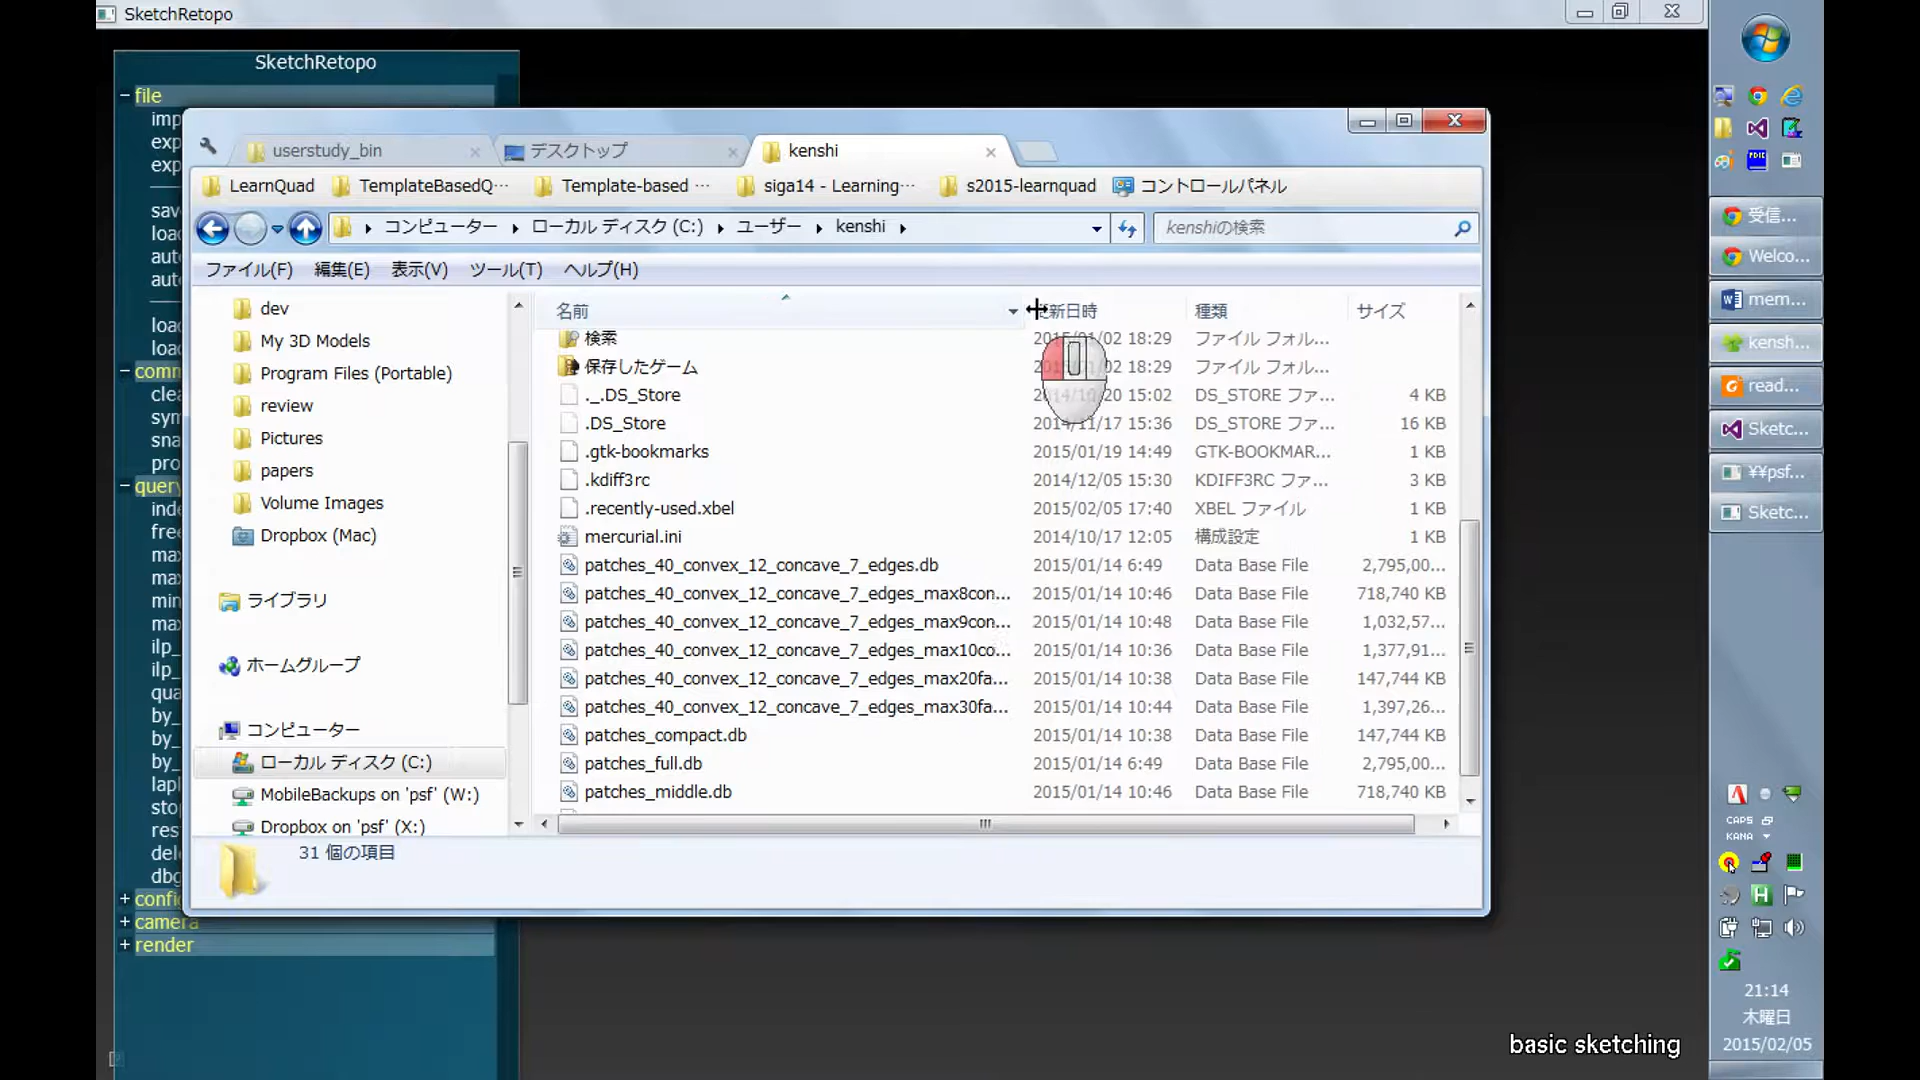 SketchRetopo
SketchRetopo
− file
imp
exp
exp
sav
load
aut
aut
load
load
− comm
clea
sym
sna
pro
− query
inde
free
max
max
min
max
ilp_
ilp_
qua
by_
by_
by_
lapl
stop
res
del
dbg
+ confi
+ camera
+ render
userstudy_bin
デスクトップ
kenshi
LearnQuad
TemplateBasedQ…
Template-based …
siga14 - Learning…
s2015-learnquad
コントロールパネル
コンピューター
ローカル ディスク (C:)
ユーザー
kenshi
kenshiの検索
ファイル(F) 編集(E) 表示(V) ツール(T) ヘルプ(H)
dev
My 3D Models
Program Files (Portable)
review
Pictures
papers
Volume Images
Dropbox (Mac)
ライブラリ
ホームグループ
コンピューター
ローカル ディスク (C:)
MobileBackups on 'psf' (W:)
Dropbox on 'psf' (X:)
名前 新日時 種類 サイズ
検索 2015/01/02 18:29 ファイル フォル...
保存したゲーム 18:29 ファイル フォル...
._.DS_Store 15:02 DS_STORE ファ... 4 KB
.DS_Store 2014/11/17 15:36 DS_STORE ファ... 16 KB
.gtk-bookmarks 2015/01/19 14:49 GTK-BOOKMAR... 1 KB
.kdiff3rc 2014/12/05 15:30 KDIFF3RC ファ... 3 KB
.recently-used.xbel 2015/02/05 17:40 XBEL ファイル 1 KB
mercurial.ini 2014/10/17 12:05 構成設定 1 KB
patches_40_convex_12_concave_7_edges.db 2015/01/14 6:49 Data Base File 2,795,00...
patches_40_convex_12_concave_7_edges_max8con... 2015/01/14 10:46 Data Base File 718,740 KB
patches_40_convex_12_concave_7_edges_max9con... 2015/01/14 10:48 Data Base File 1,032,57...
patches_40_convex_12_concave_7_edges_max10co... 2015/01/14 10:36 Data Base File 1,377,91...
patches_40_convex_12_concave_7_edges_max20fa... 2015/01/14 10:38 Data Base File 147,744 KB
patches_40_convex_12_concave_7_edges_max30fa... 2015/01/14 10:44 Data Base File 1,397,26...
patches_compact.db 2015/01/14 10:38 Data Base File 147,744 KB
patches_full.db 2015/01/14 6:49 Data Base File 2,795,00...
patches_middle.db 2015/01/14 10:46 Data Base File 718,740 KB
31 個の項目
PDIC
受信...
Welco...
mem...
kensh...
read...
Sketc...
¥¥psf...
Sketc...
CAPS
KANA
21:14
木曜日
2015/02/05
basic sketching